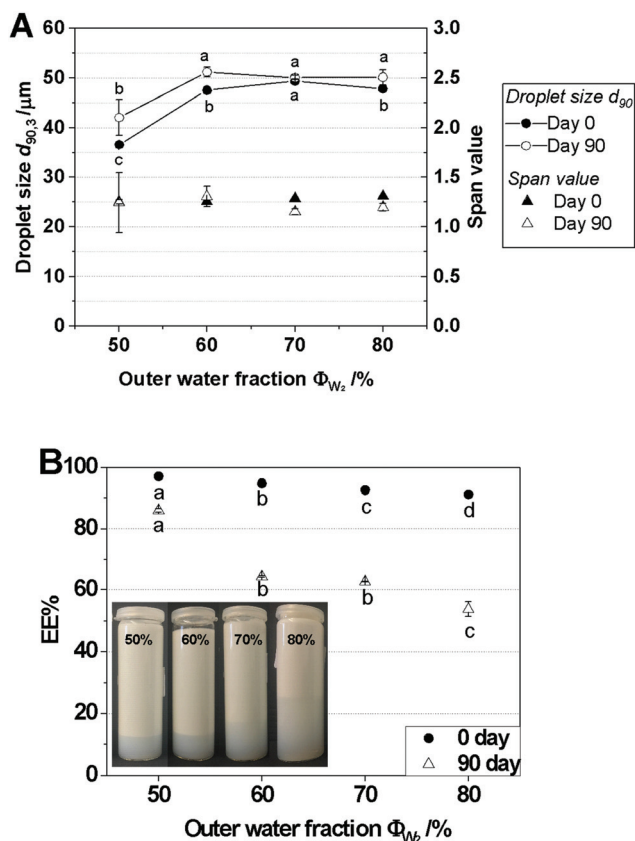 A
60
50
40
30
20
10
0
Droplet size d90,3 /µm
3.0
2.5
2.0
1.5
1.0
0.5
0.0
Span value
b
a
a
a
c
b
a
b
50
60
70
80
Outer water fraction ΦW₂ /%
Droplet size d90
Day 0
Day 90
Span value
Day 0
Day 90
B
100
80
60
40
20
0
EE%
a
b
c
d
a
b
b
c
50%
60%
70%
80%
0 day
90 day
50
60
70
80
Outer water fraction ΦW₂ /%